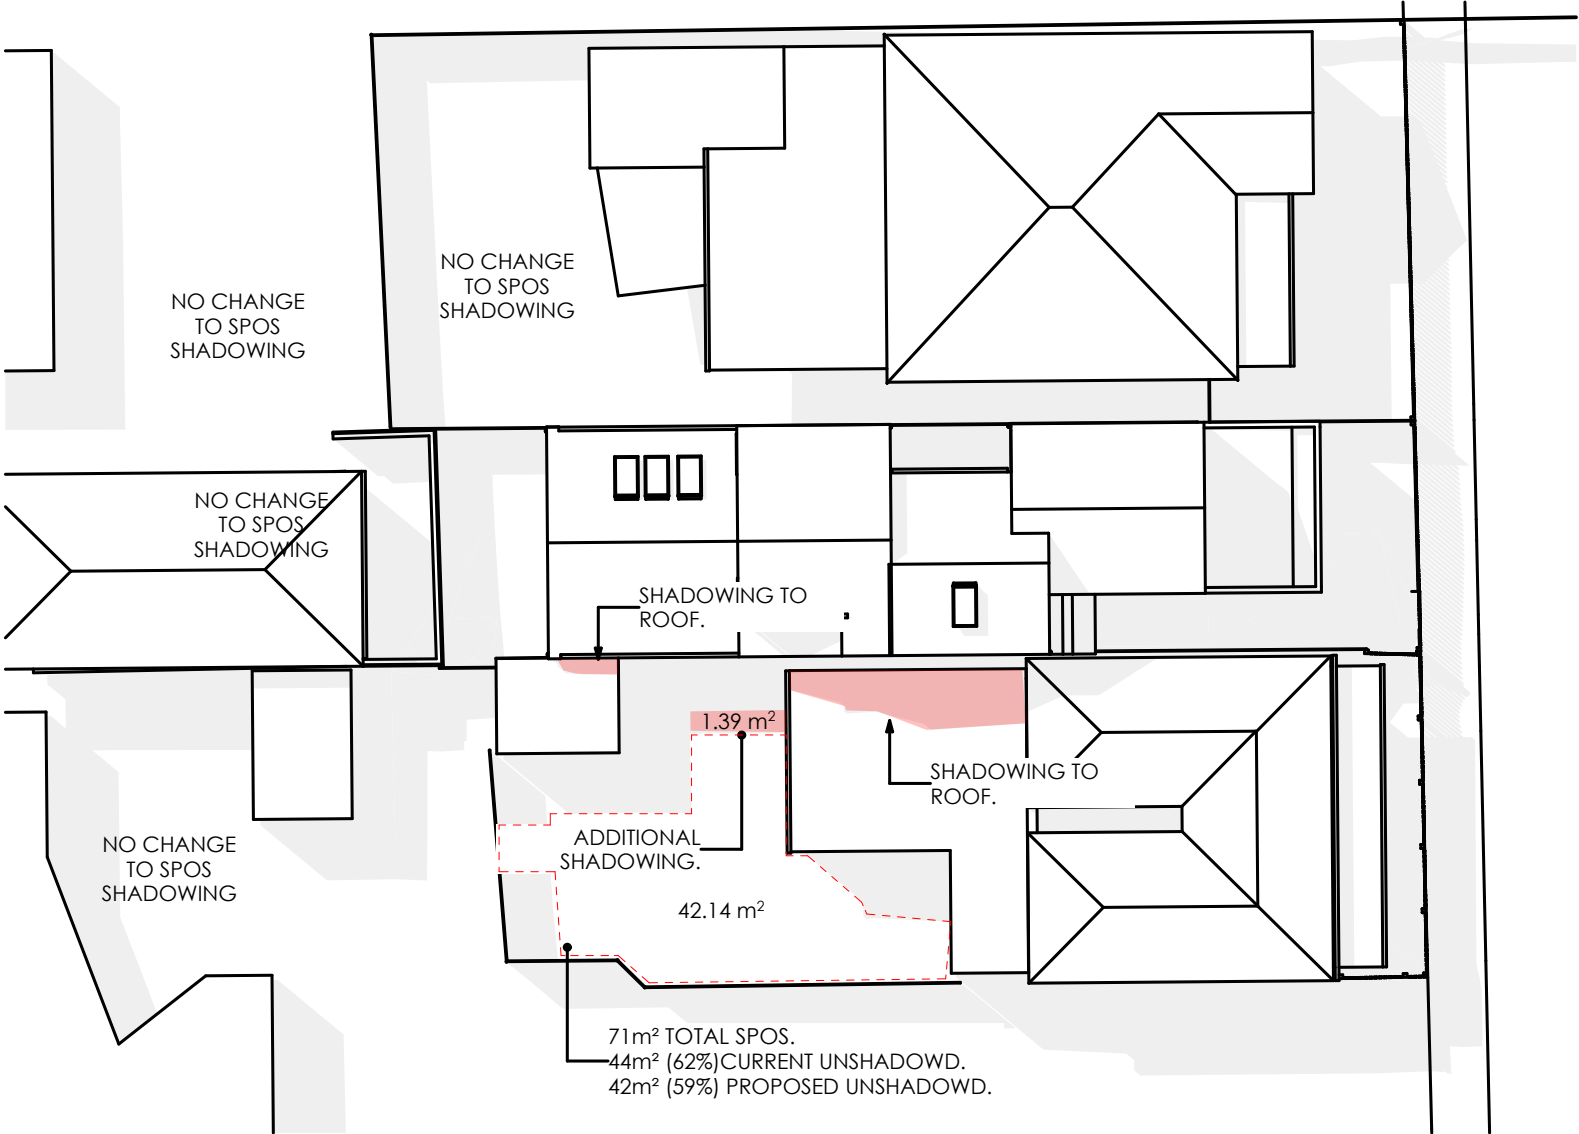 NO CHANGE
TO SPOS
SHADOWING
NO CHANGE
TO SPOS
SHADOWING
NO CHANGE
TO SPOS
SHADOWING
SHADOWING TO
ROOF.
1.39 m²
SHADOWING TO
ROOF.
ADDITIONAL
SHADOWING.
NO CHANGE
TO SPOS
SHADOWING
42.14 m²
71m² TOTAL SPOS.
44m² (62%)CURRENT UNSHADOWD.
42m² (59%) PROPOSED UNSHADOWD.